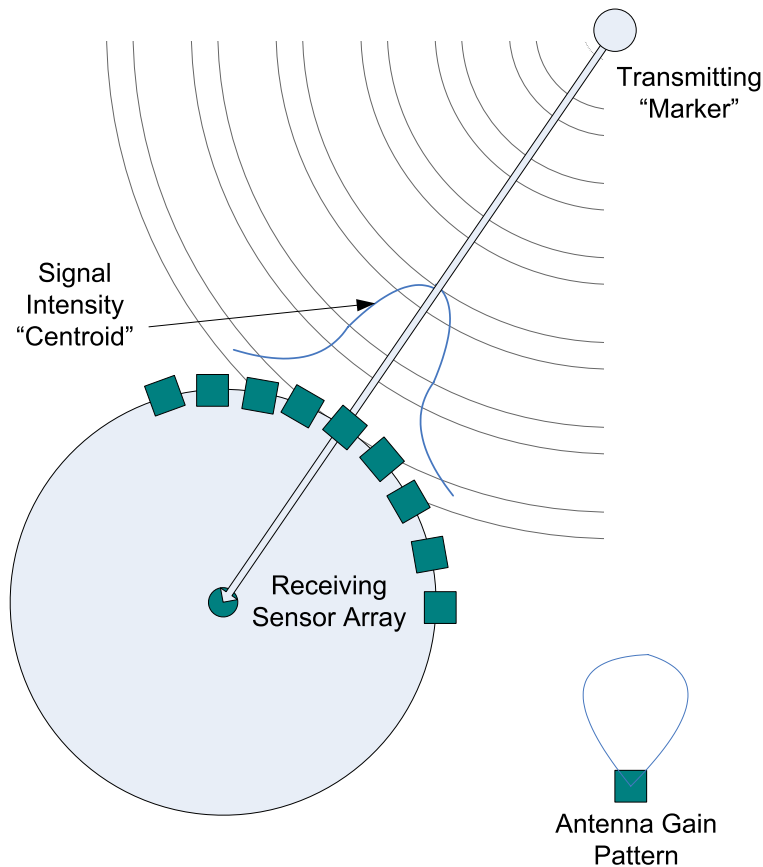 Transmitting
“Marker”
Signal
Intensity
“Centroid”
Receiving
Sensor Array
Antenna Gain
Pattern